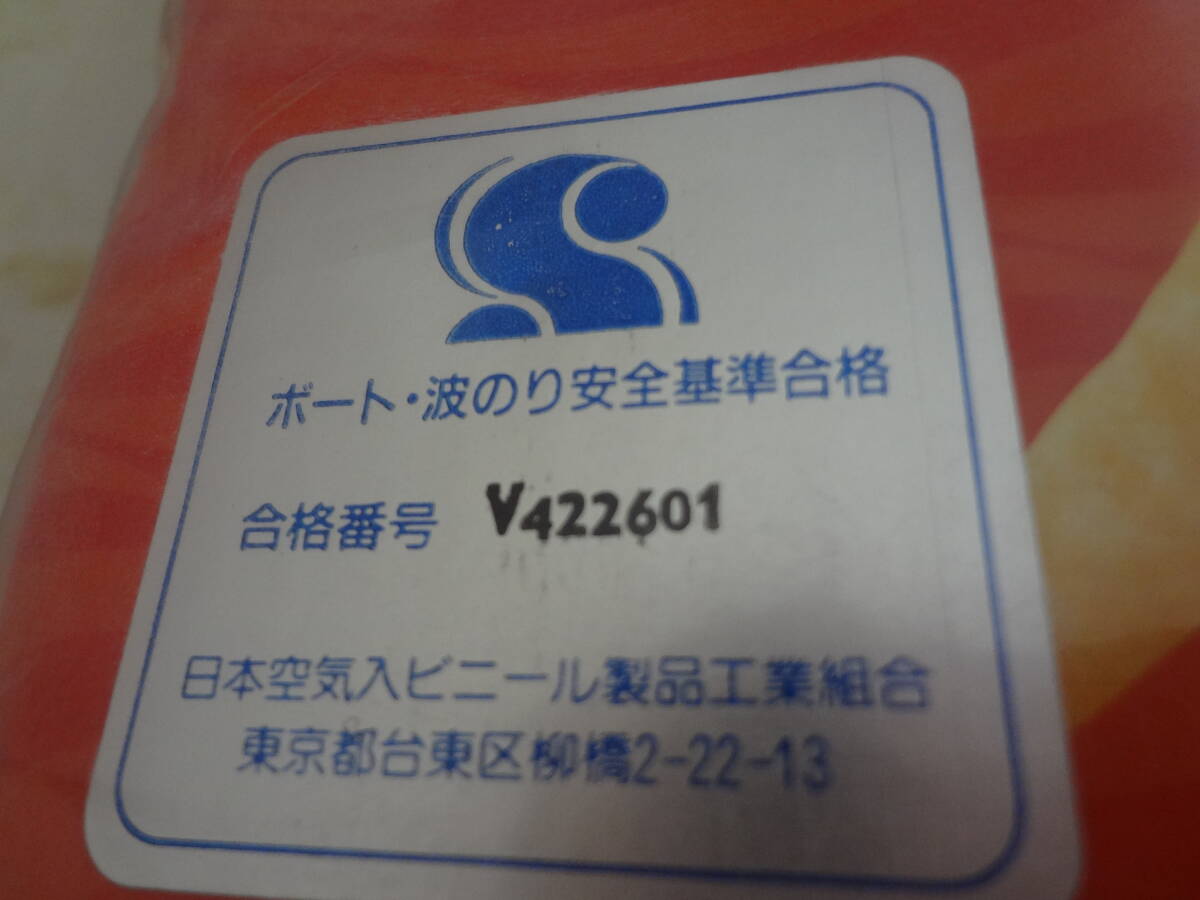 ボート・波のり安全基準合格
合格番号 V422601
日本空気入ビニール製品工業組合
東京都台東区柳橋2-22-13